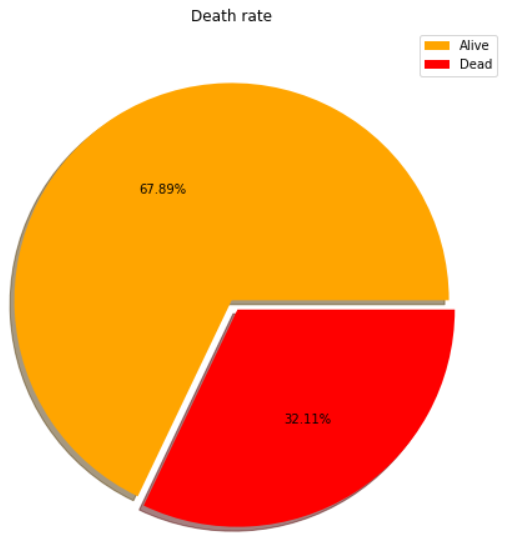 Death rate
Alive
Dead
67.89%
32.11%